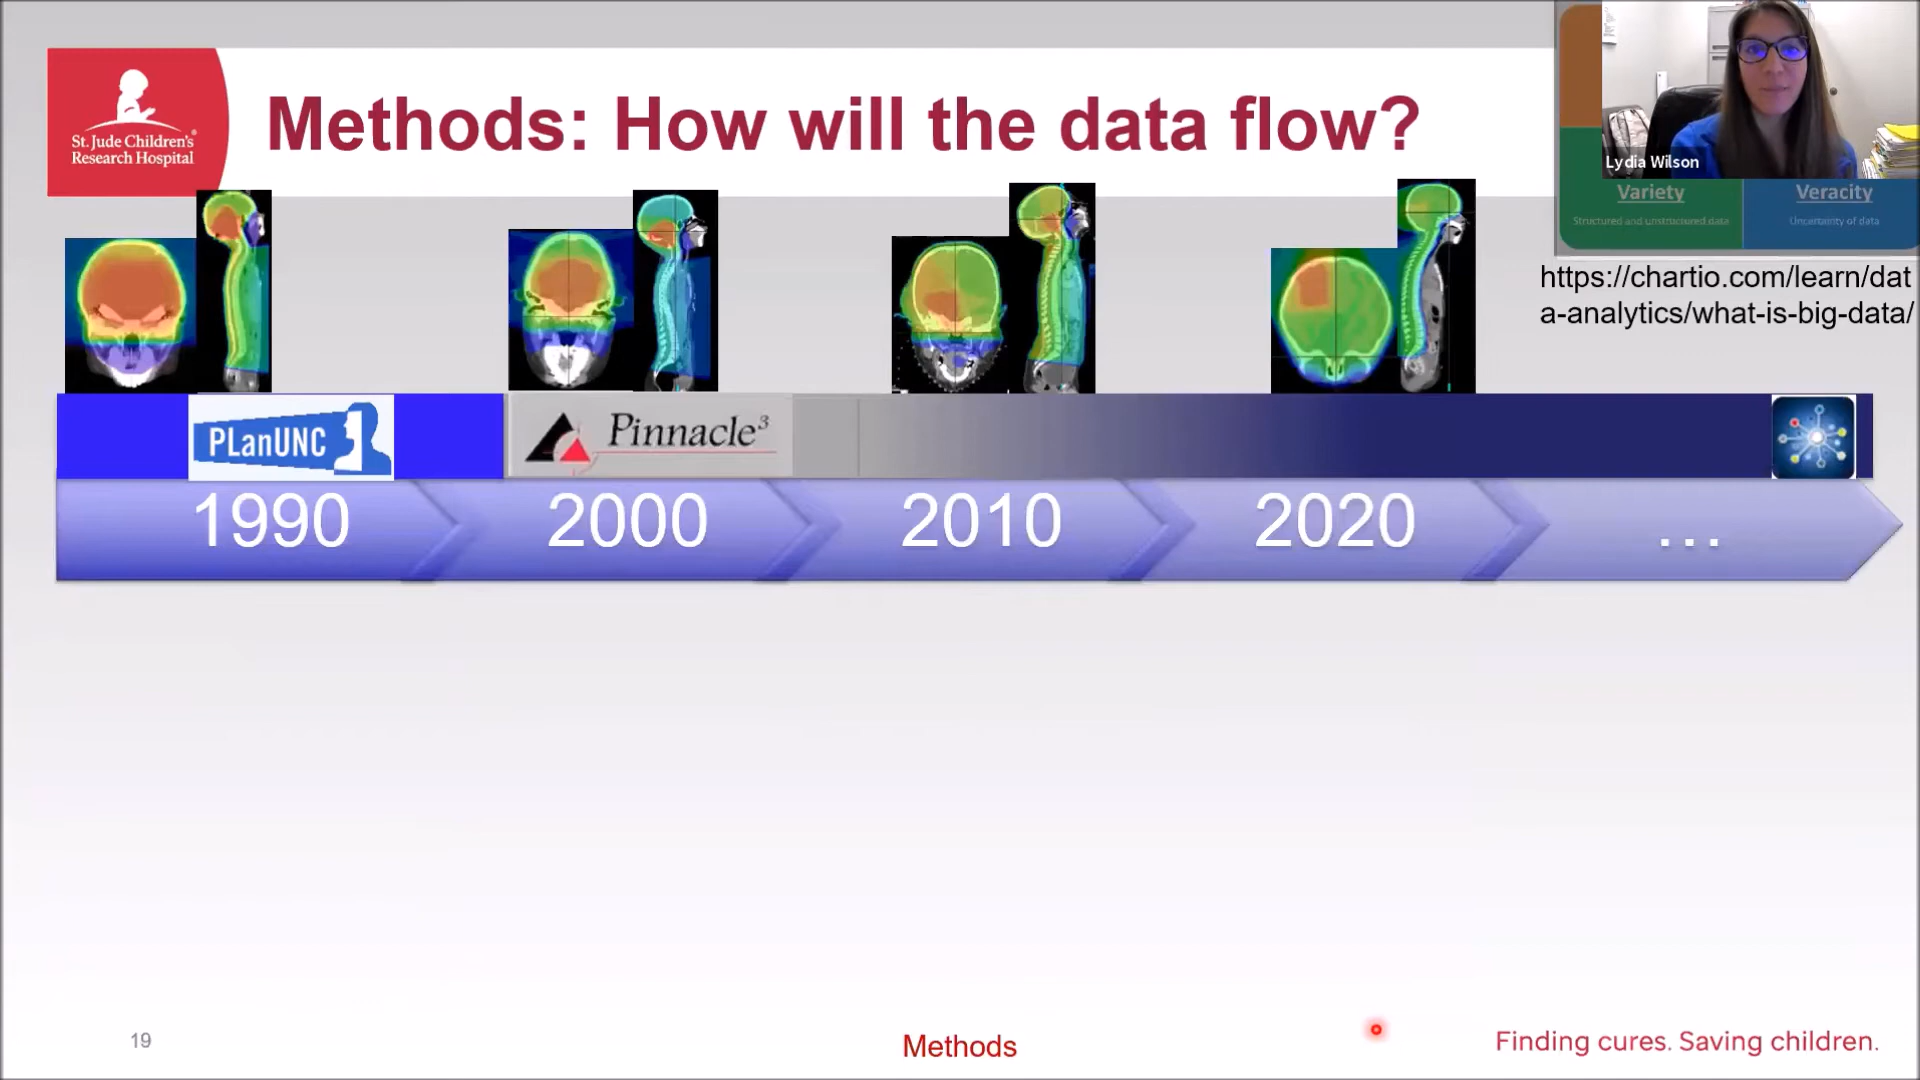 St. Jude Children's
Research Hospital
Methods: How will the data flow?
Lydia Wilson
Variety
Structured and unstructured data
Veracity
Uncertainty of data
https://chartio.com/learn/dat
a-analytics/what-is-big-data/
PLanUNC
Pinnacle³
1990
2000
2010
2020
...
19
Methods
Finding cures. Saving children.